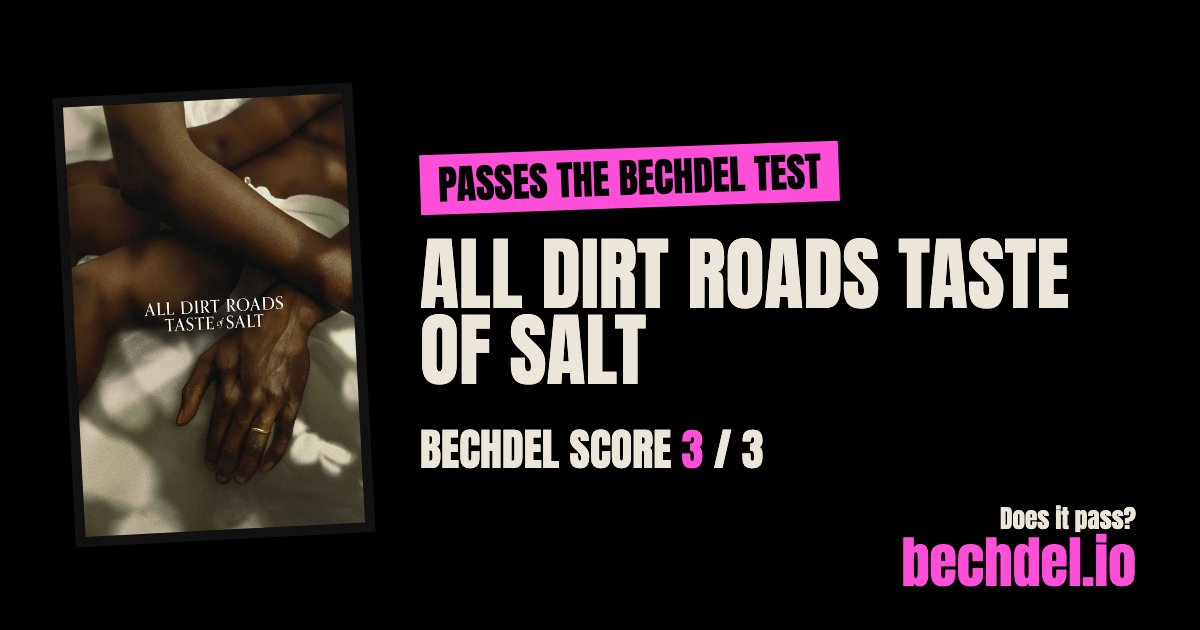 ALL DIRT ROADS
TASTE of SALT
PASSES THE BECHDEL TEST
ALL DIRT ROADS TASTE
OF SALT
BECHDEL SCORE 3 / 3
Does it pass?
bechdel.io